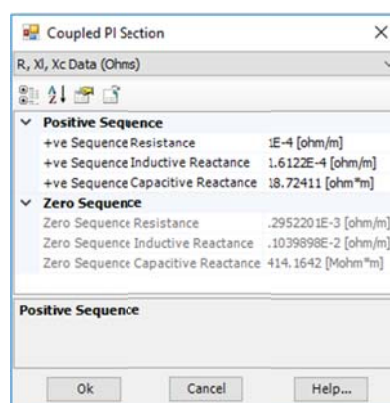 Coupled PI Section
R, Xl, Xc Data (Ohms)
Positive Sequence
+ve Sequence Resistance 1E-4 [ohm/m]
+ve Sequence Inductive Reactance 1.6122E-4 [ohm/m]
+ve Sequence Capacitive Reactance 18.72411 [ohm*m]
Zero Sequence
Zero Sequence Resistance .2952201E-3 [ohm/m]
Zero Sequence Inductive Reactance .1039898E-2 [ohm/m]
Zero Sequence Capacitive Reactance 414.1642 [Mohm*m]
Positive Sequence
Ok Cancel Help...